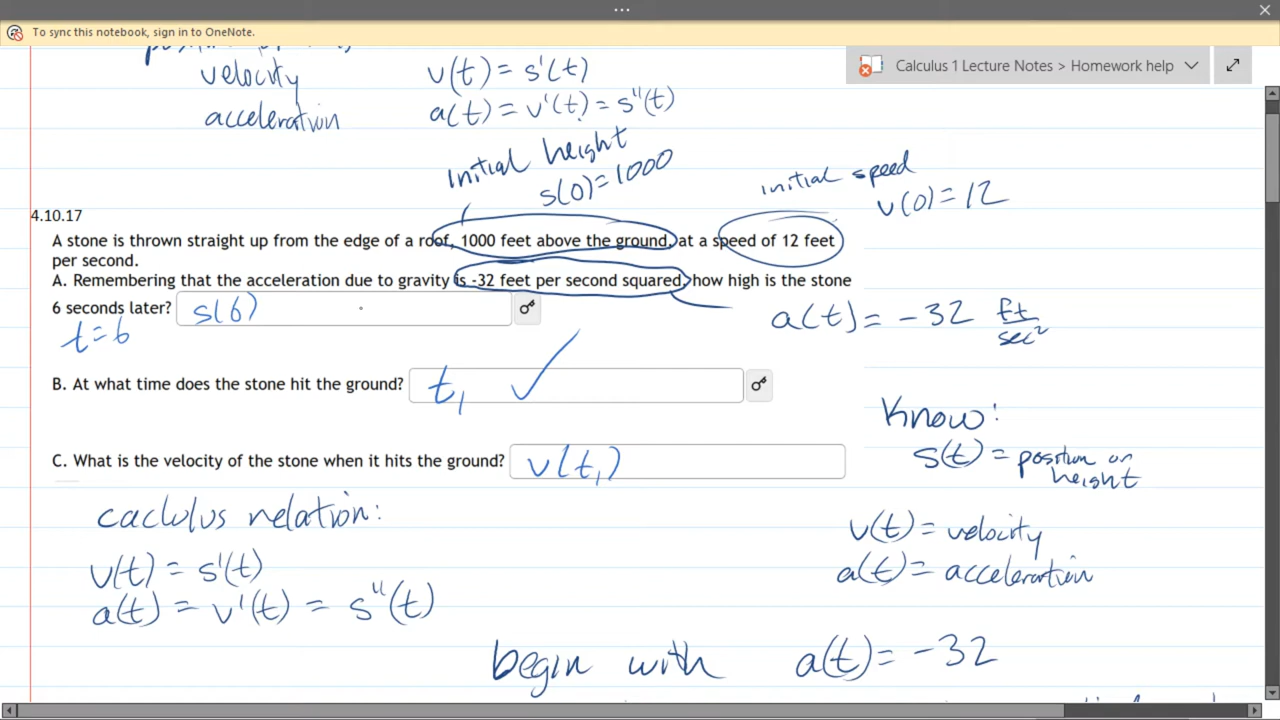 To sync this notebook, sign in to OneNote.
Calculus 1 Lecture Notes > Homework help
velocity
v(t) = s'(t)
acceleration
a(t) = v'(t) = s''(t)
initial height
s(0) = 1000
initial speed
v(0) = 12
4.10.17
A stone is thrown straight up from the edge of a roof, 1000 feet above the ground, at a speed of 12 feet
per second.
A. Remembering that the acceleration due to gravity is -32 feet per second squared, how high is the stone
6 seconds later? s(6)
t = 6
a(t) = -32 ft/sec²
B. At what time does the stone hit the ground? t₁ ✓
Know:
s(t) = position or
height
C. What is the velocity of the stone when it hits the ground? v(t₁)
caclulus relation:
v(t) = velocity
v(t) = s'(t)
a(t) = acceleration
a(t) = v'(t) = s''(t)
begin with a(t) = -32